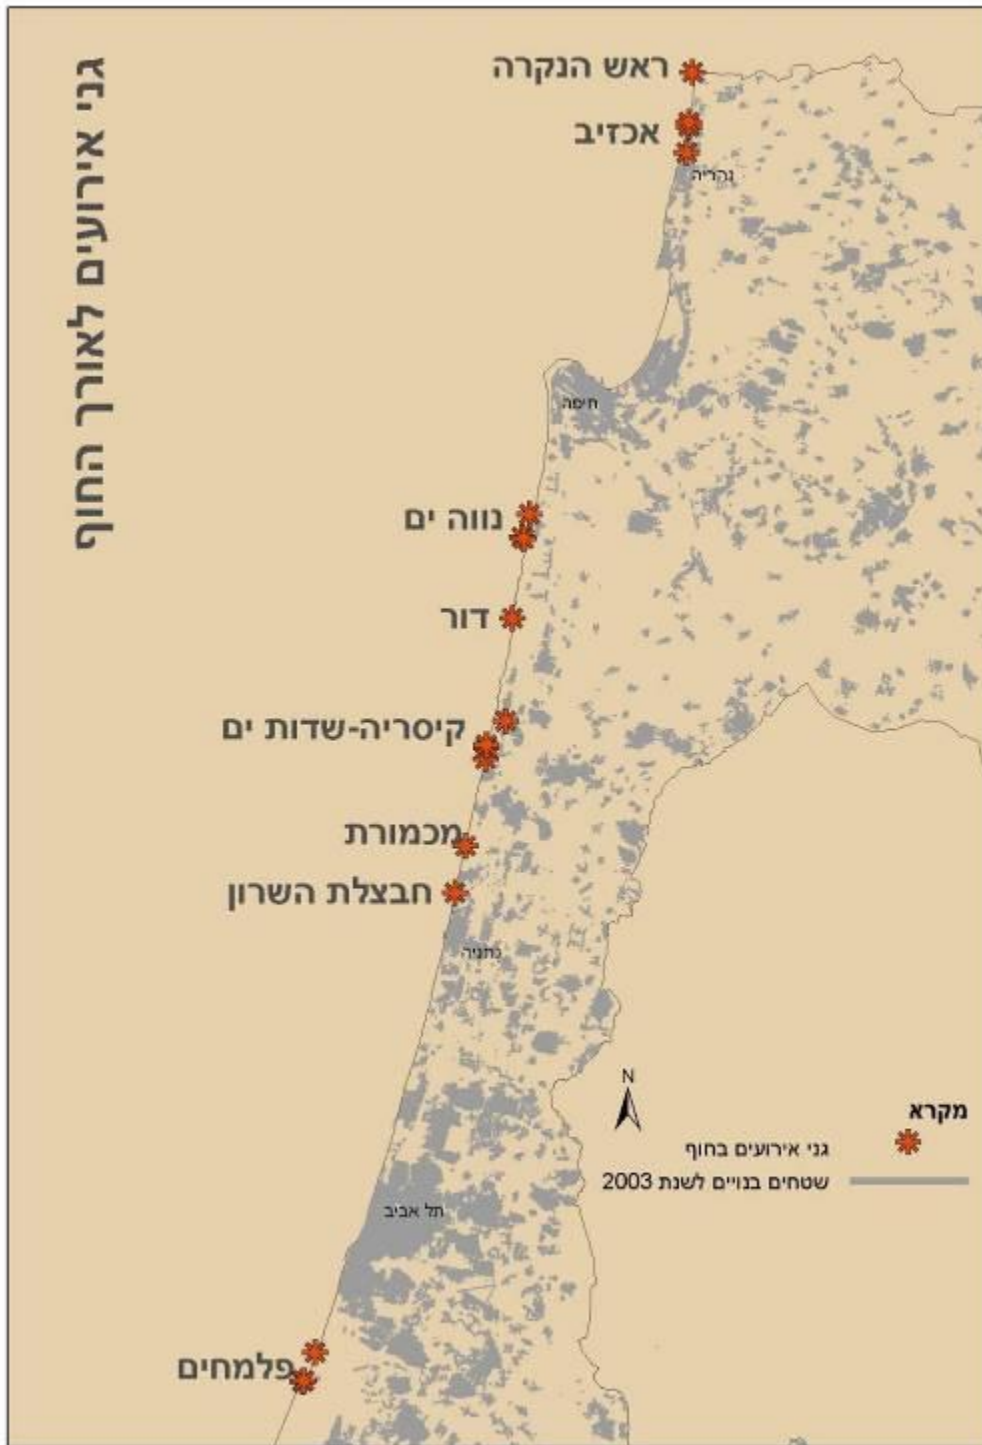 גני אירועים לאורך החוף
ראש הנקרה
אכזיב
נהריה
חיפה
נווה ים
דור
קיסריה-שדות ים
מכמורת
חבצלת השרון
נתניה
N
מקרא
גני אירועים בחוף
שטחים בנויים לשנת 2003
תל אביב
פלמחים